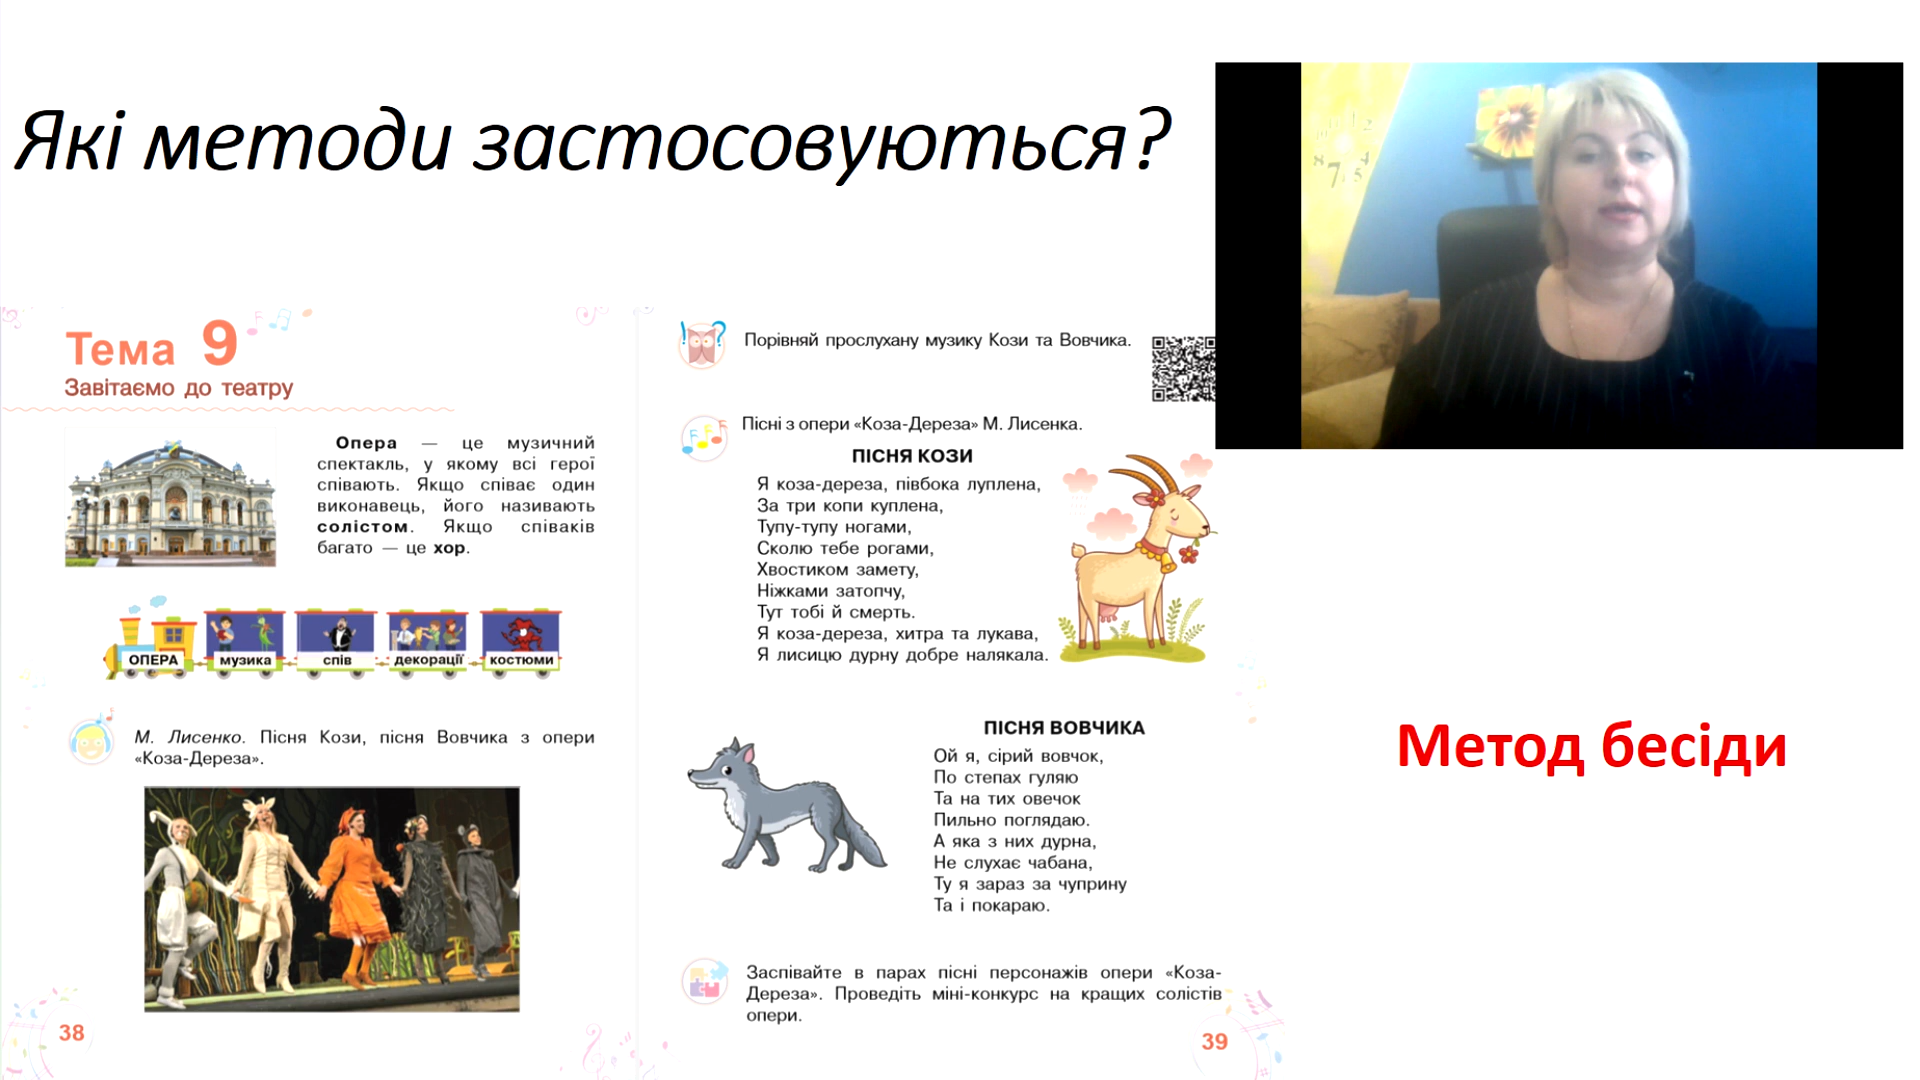 Які методи застосовуються?
Тема 9
Завітаємо до театру
Опера — це музичний
спектакль, у якому всі герої
співають. Якщо співає один
виконавець, його називають
солістом. Якщо співаків
багато — це хор.
ОПЕРА музика спів декорації костюми
М. Лисенко. Пісня Кози, пісня Вовчика з опери
«Коза-Дереза».
38
Порівняй прослухану музику Кози та Вовчика.
Пісні з опери «Коза-Дереза» М. Лисенка.
ПІСНЯ КОЗИ
Я коза-дереза, півбока луплена,
За три копи куплена,
Тупу-тупу ногами,
Сколю тебе рогами,
Хвостиком замету,
Ніжками затопчу,
Тут тобі й смерть.
Я коза-дереза, хитра та лукава,
Я лисицю дурну добре налякала.
ПІСНЯ ВОВЧИКА
Ой я, сірий вовчок,
По степах гуляю
Та на тих овечок
Пильно поглядаю.
А яка з них дурна,
Не слухає чабана,
Ту я зараз за чуприну
Та і покараю.
Заспівайте в парах пісні персонажів опери «Коза-
Дереза». Проведіть міні-конкурс на кращих солістів
опери.
39
Метод бесіди